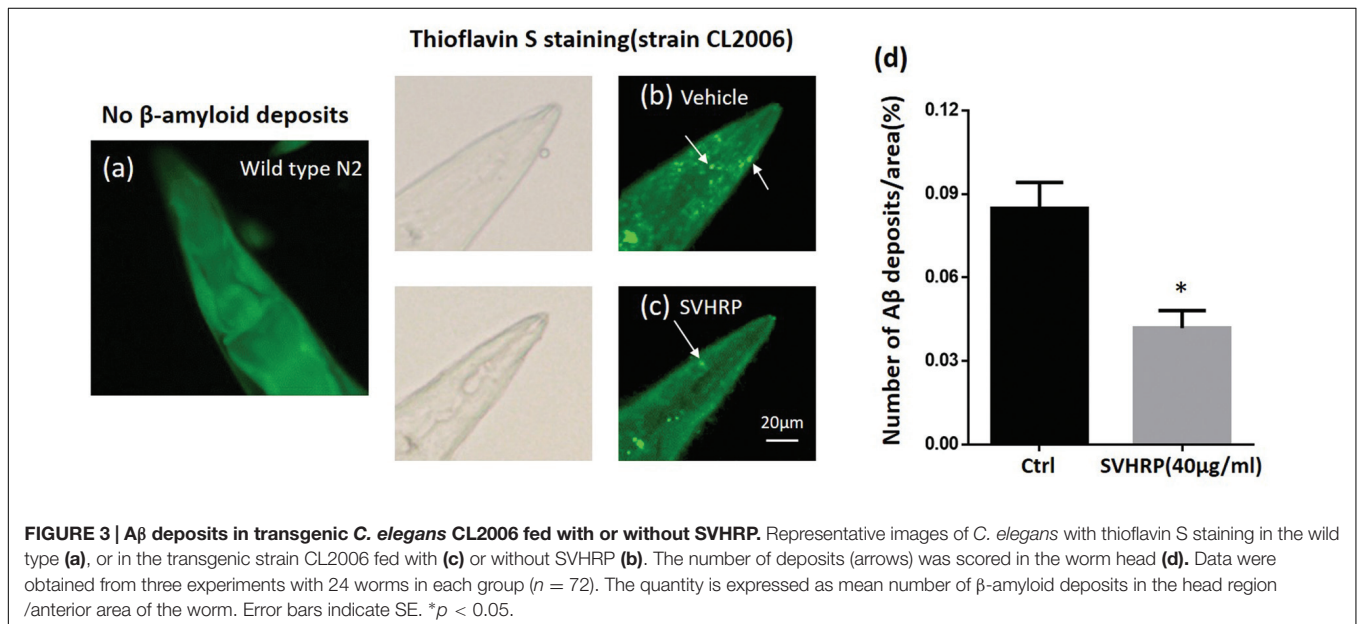 Thioflavin S staining(strain CL2006)
No β-amyloid deposits
(a) Wild type N2
(b) Vehicle
(c) SVHRP
20μm
(d)
Number of Aβ deposits/area(%)
0.12
0.09
0.06
0.03
0.00
*
Ctrl SVHRP(40μg/ml)
FIGURE 3 | Aβ deposits in transgenic C. elegans CL2006 fed with or without SVHRP. Representative images of C. elegans with thioflavin S staining in the wild
type (a), or in the transgenic strain CL2006 fed with (c) or without SVHRP (b). The number of deposits (arrows) was scored in the worm head (d). Data were
obtained from three experiments with 24 worms in each group (n = 72). The quantity is expressed as mean number of β-amyloid deposits in the head region
/anterior area of the worm. Error bars indicate SE. *p < 0.05.